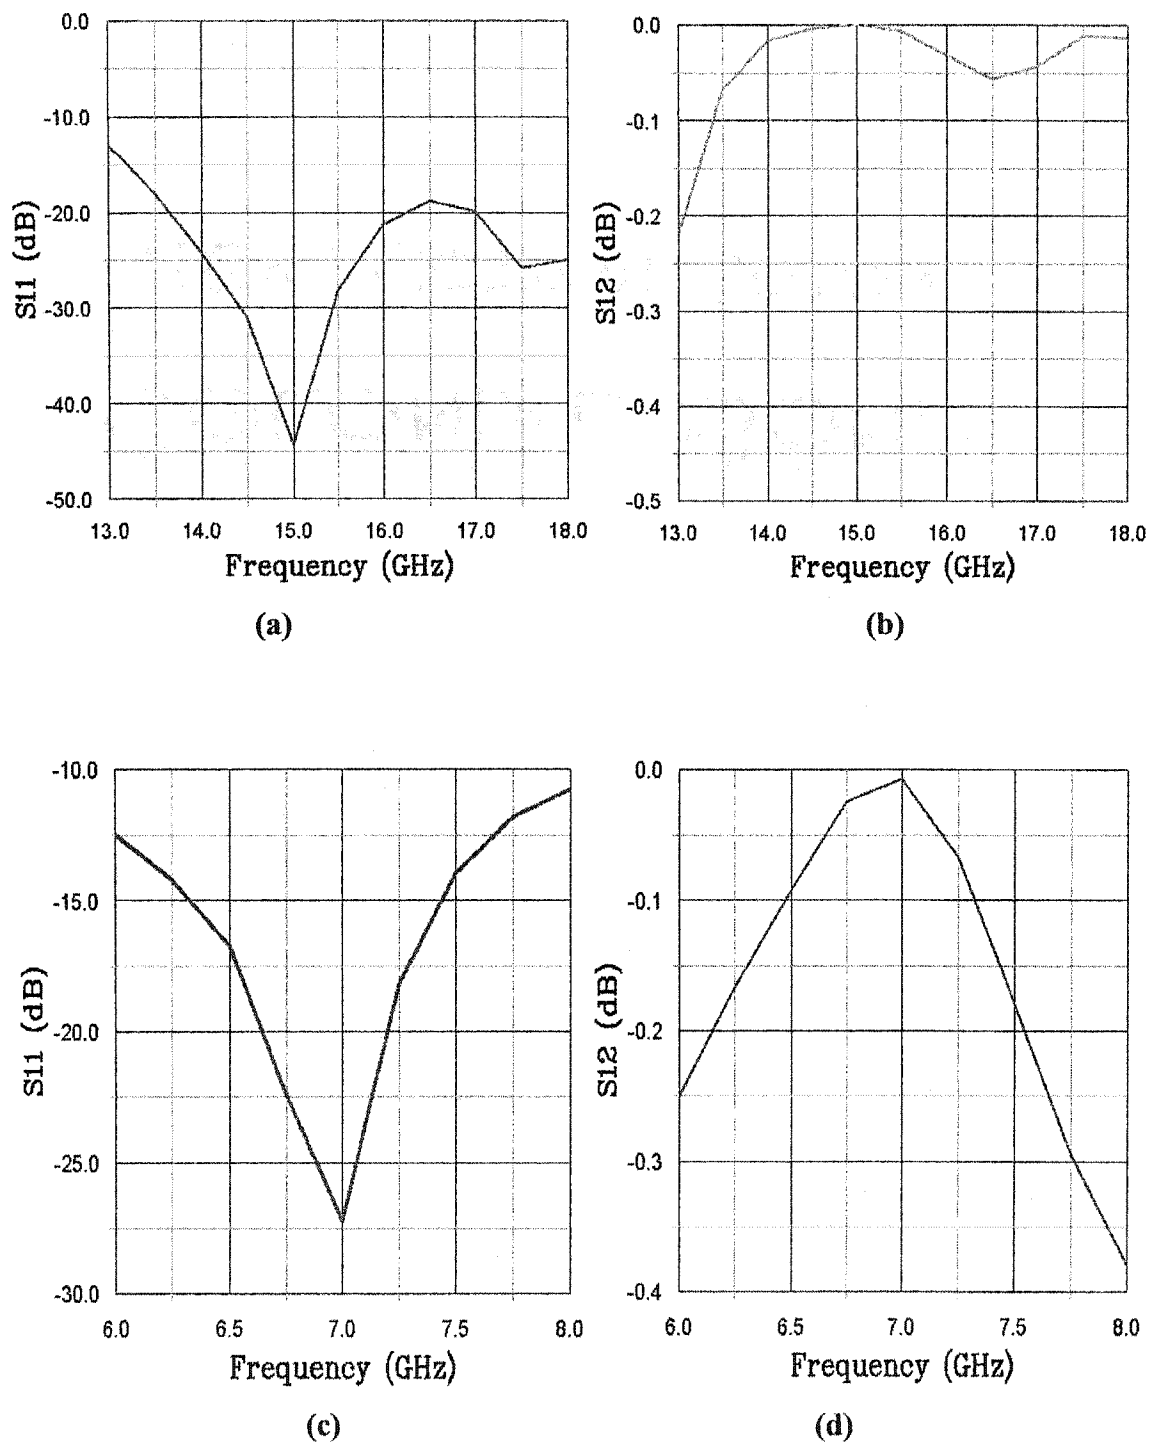 0.0
-10.0
-20.0
-30.0
-40.0
-50.0
S11 (dB)
13.0 14.0 15.0 16.0 17.0 18.0
Frequency (GHz)
(a)
0.0
-0.1
-0.2
-0.3
-0.4
-0.5
S12 (dB)
13.0 14.0 15.0 16.0 17.0 18.0
Frequency (GHz)
(b)
-10.0
-15.0
-20.0
-25.0
-30.0
S11 (dB)
6.0 6.5 7.0 7.5 8.0
Frequency (GHz)
(c)
0.0
-0.1
-0.2
-0.3
-0.4
S12 (dB)
6.0 6.5 7.0 7.5 8.0
Frequency (GHz)
(d)